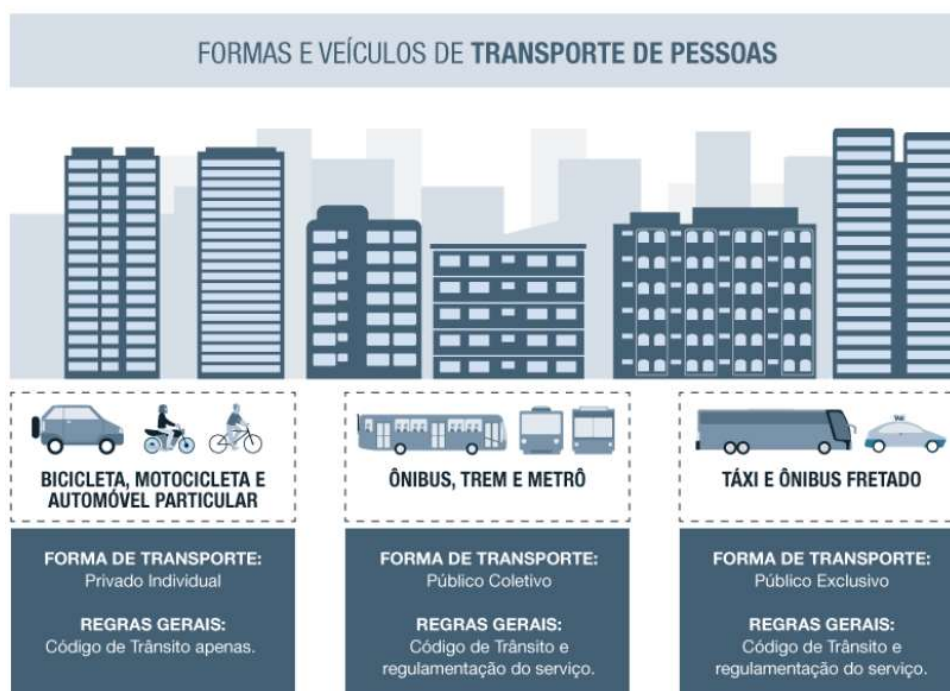 FORMAS E VEÍCULOS DE TRANSPORTE DE PESSOAS
BICICLETA, MOTOCICLETA E
AUTOMÓVEL PARTICULAR
FORMA DE TRANSPORTE:
Privado Individual
REGRAS GERAIS:
Código de Trânsito apenas.
ÔNIBUS, TREM E METRÔ
FORMA DE TRANSPORTE:
Público Coletivo
REGRAS GERAIS:
Código de Trânsito e
regulamentação do serviço.
TÁXI E ÔNIBUS FRETADO
FORMA DE TRANSPORTE:
Público Exclusivo
REGRAS GERAIS:
Código de Trânsito e
regulamentação do serviço.